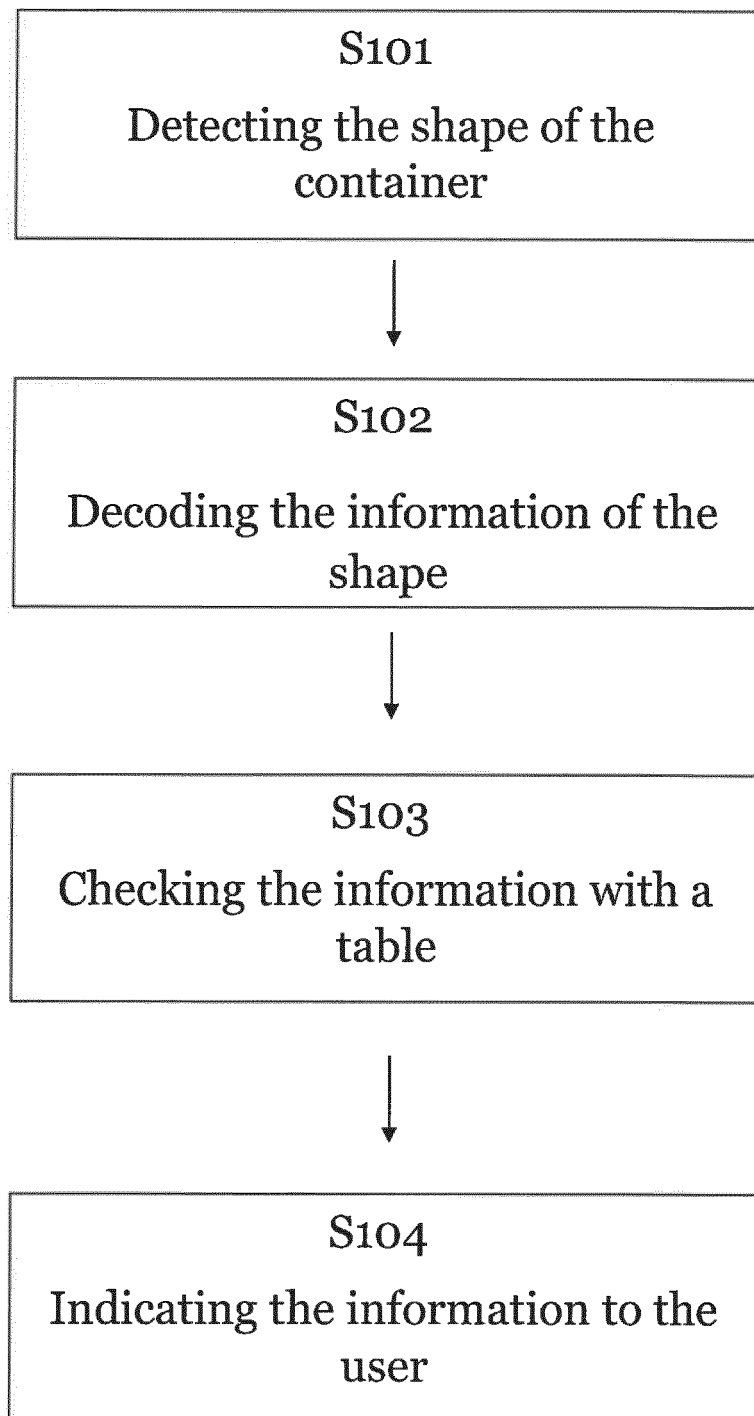 S101
Detecting the shape of the
container
S102
Decoding the information of the
shape
S103
Checking the information with a
table
S104
Indicating the information to the
user